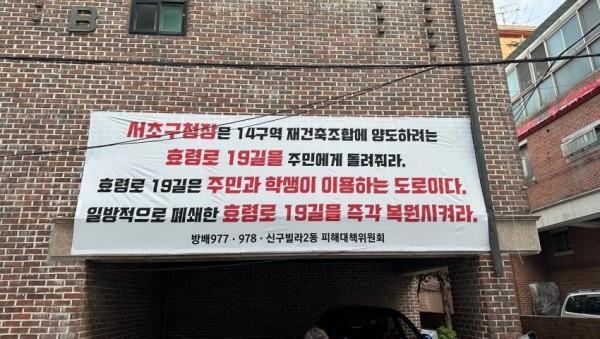 B
서초구청장은 14구역 재건축조합에 양도하려는
효령로 19길을 주민에게 돌려줘라.
효령로 19길은 주민과 학생이 이용하는 도로이다.
일방적으로 폐쇄한 효령로 19길을 즉각 복원시켜라.
방배977 · 978 · 신구빌라2동 피해대책위원회